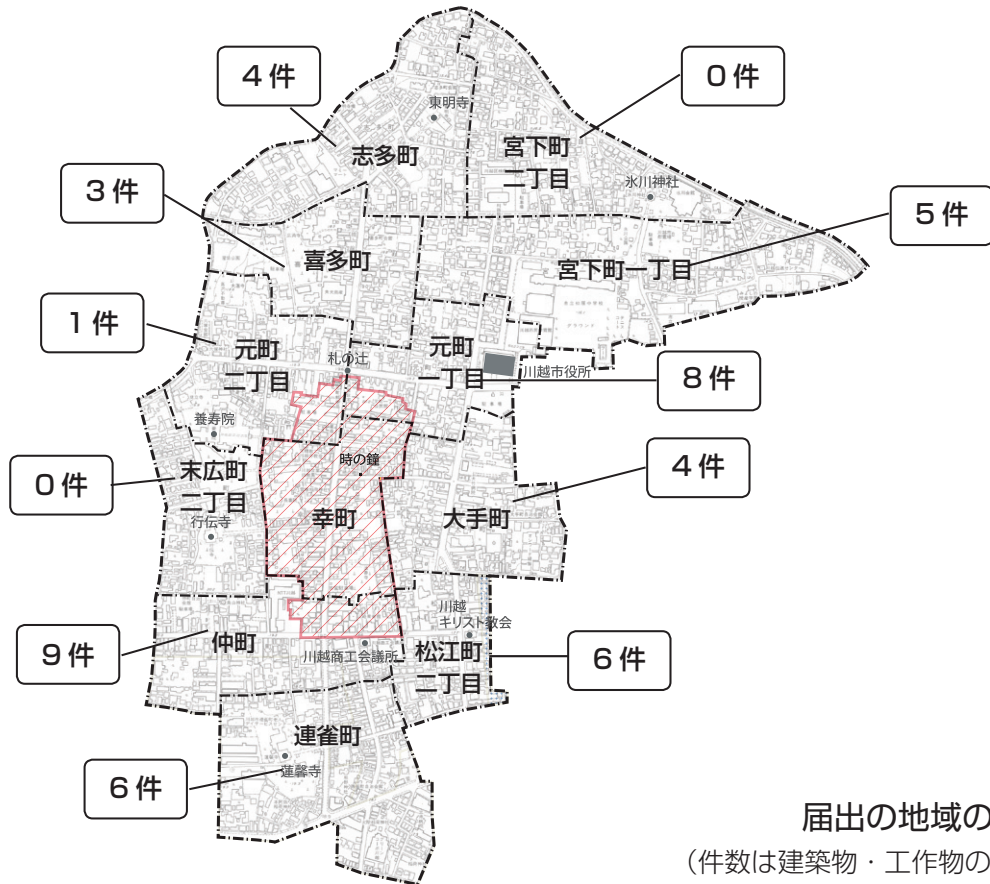 4件
0件
東明寺
志多町
宮下町
二丁目
氷川神社
3件
5件
喜多町
宮下町一丁目
1件
元町
二丁目
札の辻
元町
一丁目
川越市役所
8件
養寿院
時の鐘
末広町
二丁目
0件
4件
幸町
大手町
行伝寺
川越
キリスト教会
仲町
9件
川越商工会議所
松江町
二丁目
6件
連雀町
蓮馨寺
6件
届出の地域の
（件数は建築物・工作物の